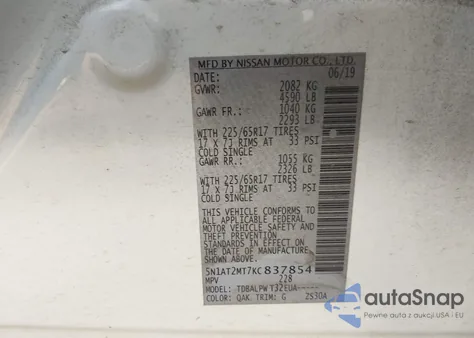 MFD BY NISSAN MOTOR CO., LTD.
DATE: 06/19
GVWR: 2082 KG
4590 LB
GAWR FR.: 1040 KG
2293 LB
WITH 225/65R17 TIRES
17 x 7J RIMS AT 33 PSI
COLD SINGLE
GAWR RR.: 1055 KG
2326 LB
WITH 225/65R17 TIRES
17 x 7J RIMS AT 33 PSI
COLD SINGLE
THIS VEHICLE CONFORMS TO
ALL APPLICABLE FEDERAL
MOTOR VEHICLE SAFETY AND
THEFT PREVENTION
STANDARDS IN EFFECT ON
THE DATE OF MANUFACTURE
SHOWN ABOVE.
5N1AT2MT7KC837854
MPV 228
MODEL: TDBALPWT32EUA-----
COLOR: QAK TRIM: G 2S30A
autoSnap
Pewne auta z aukcji USA